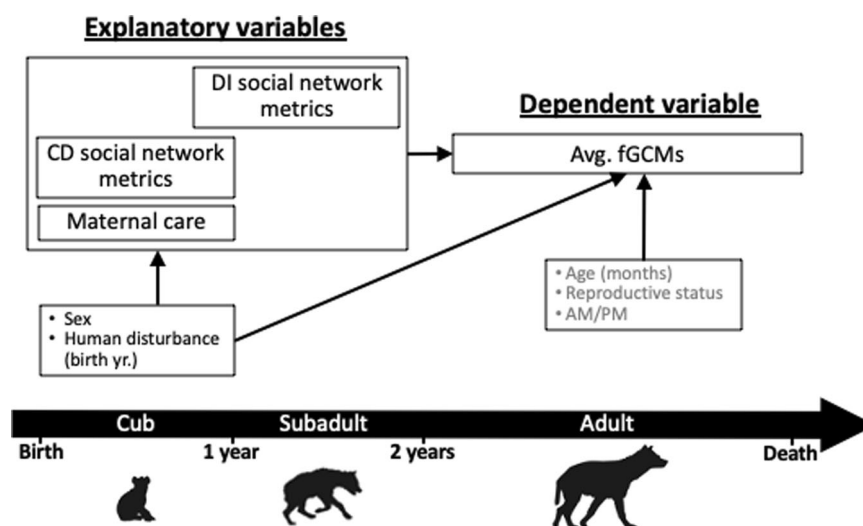 Explanatory variables
DI social network
metrics
CD social network
metrics
Maternal care
Dependent variable
Avg. fGCMs
• Sex
• Human disturbance
(birth yr.)
• Age (months)
• Reproductive status
• AM/PM
Cub
Subadult
Adult
Birth
1 year
2 years
Death